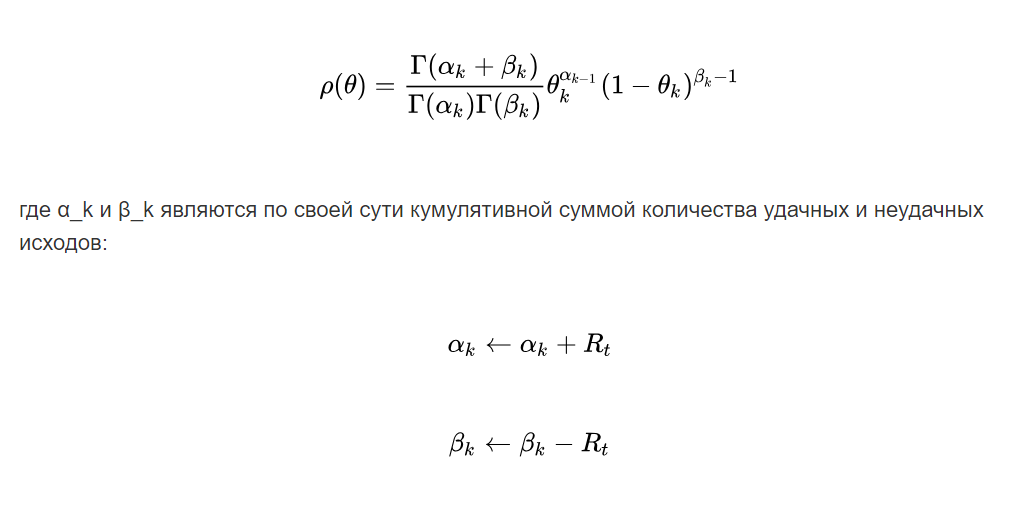 ρ(θ) = Γ(α_k + β_k) / Γ(α_k)Γ(β_k) θ_k^{α_{k−1}} (1 − θ_k)^{β_k−1}
где α_k и β_k являются по своей сути кумулятивной суммой количества удачных и неудачных
исходов:
α_k ← α_k + R_t
β_k ← β_k − R_t